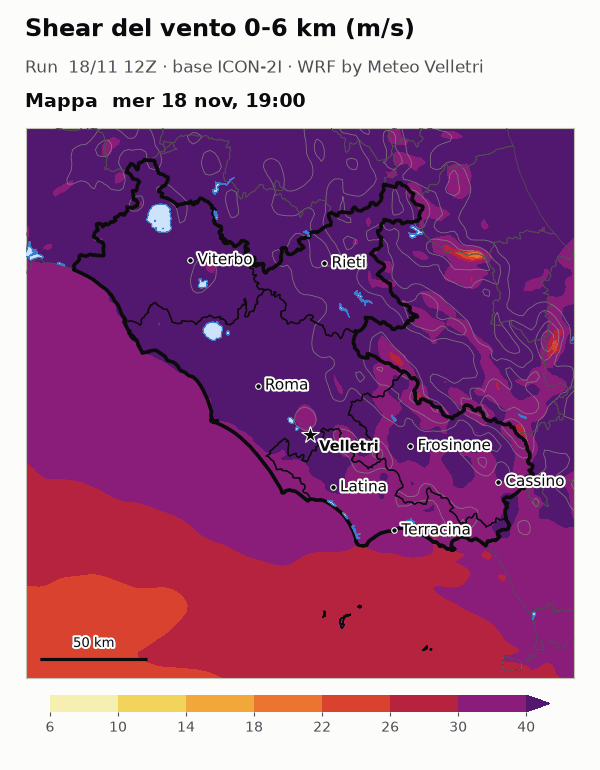 Shear del vento 0-6 km (m/s)
Run  18/11 12Z · base ICON-2I · WRF by Meteo Velletri
Mappa  mer 18 nov, 19:00
Viterbo
Rieti
Roma
Velletri
Frosinone
Cassino
Latina
Terracina
50 km
6 10 14 18 22 26 30 40